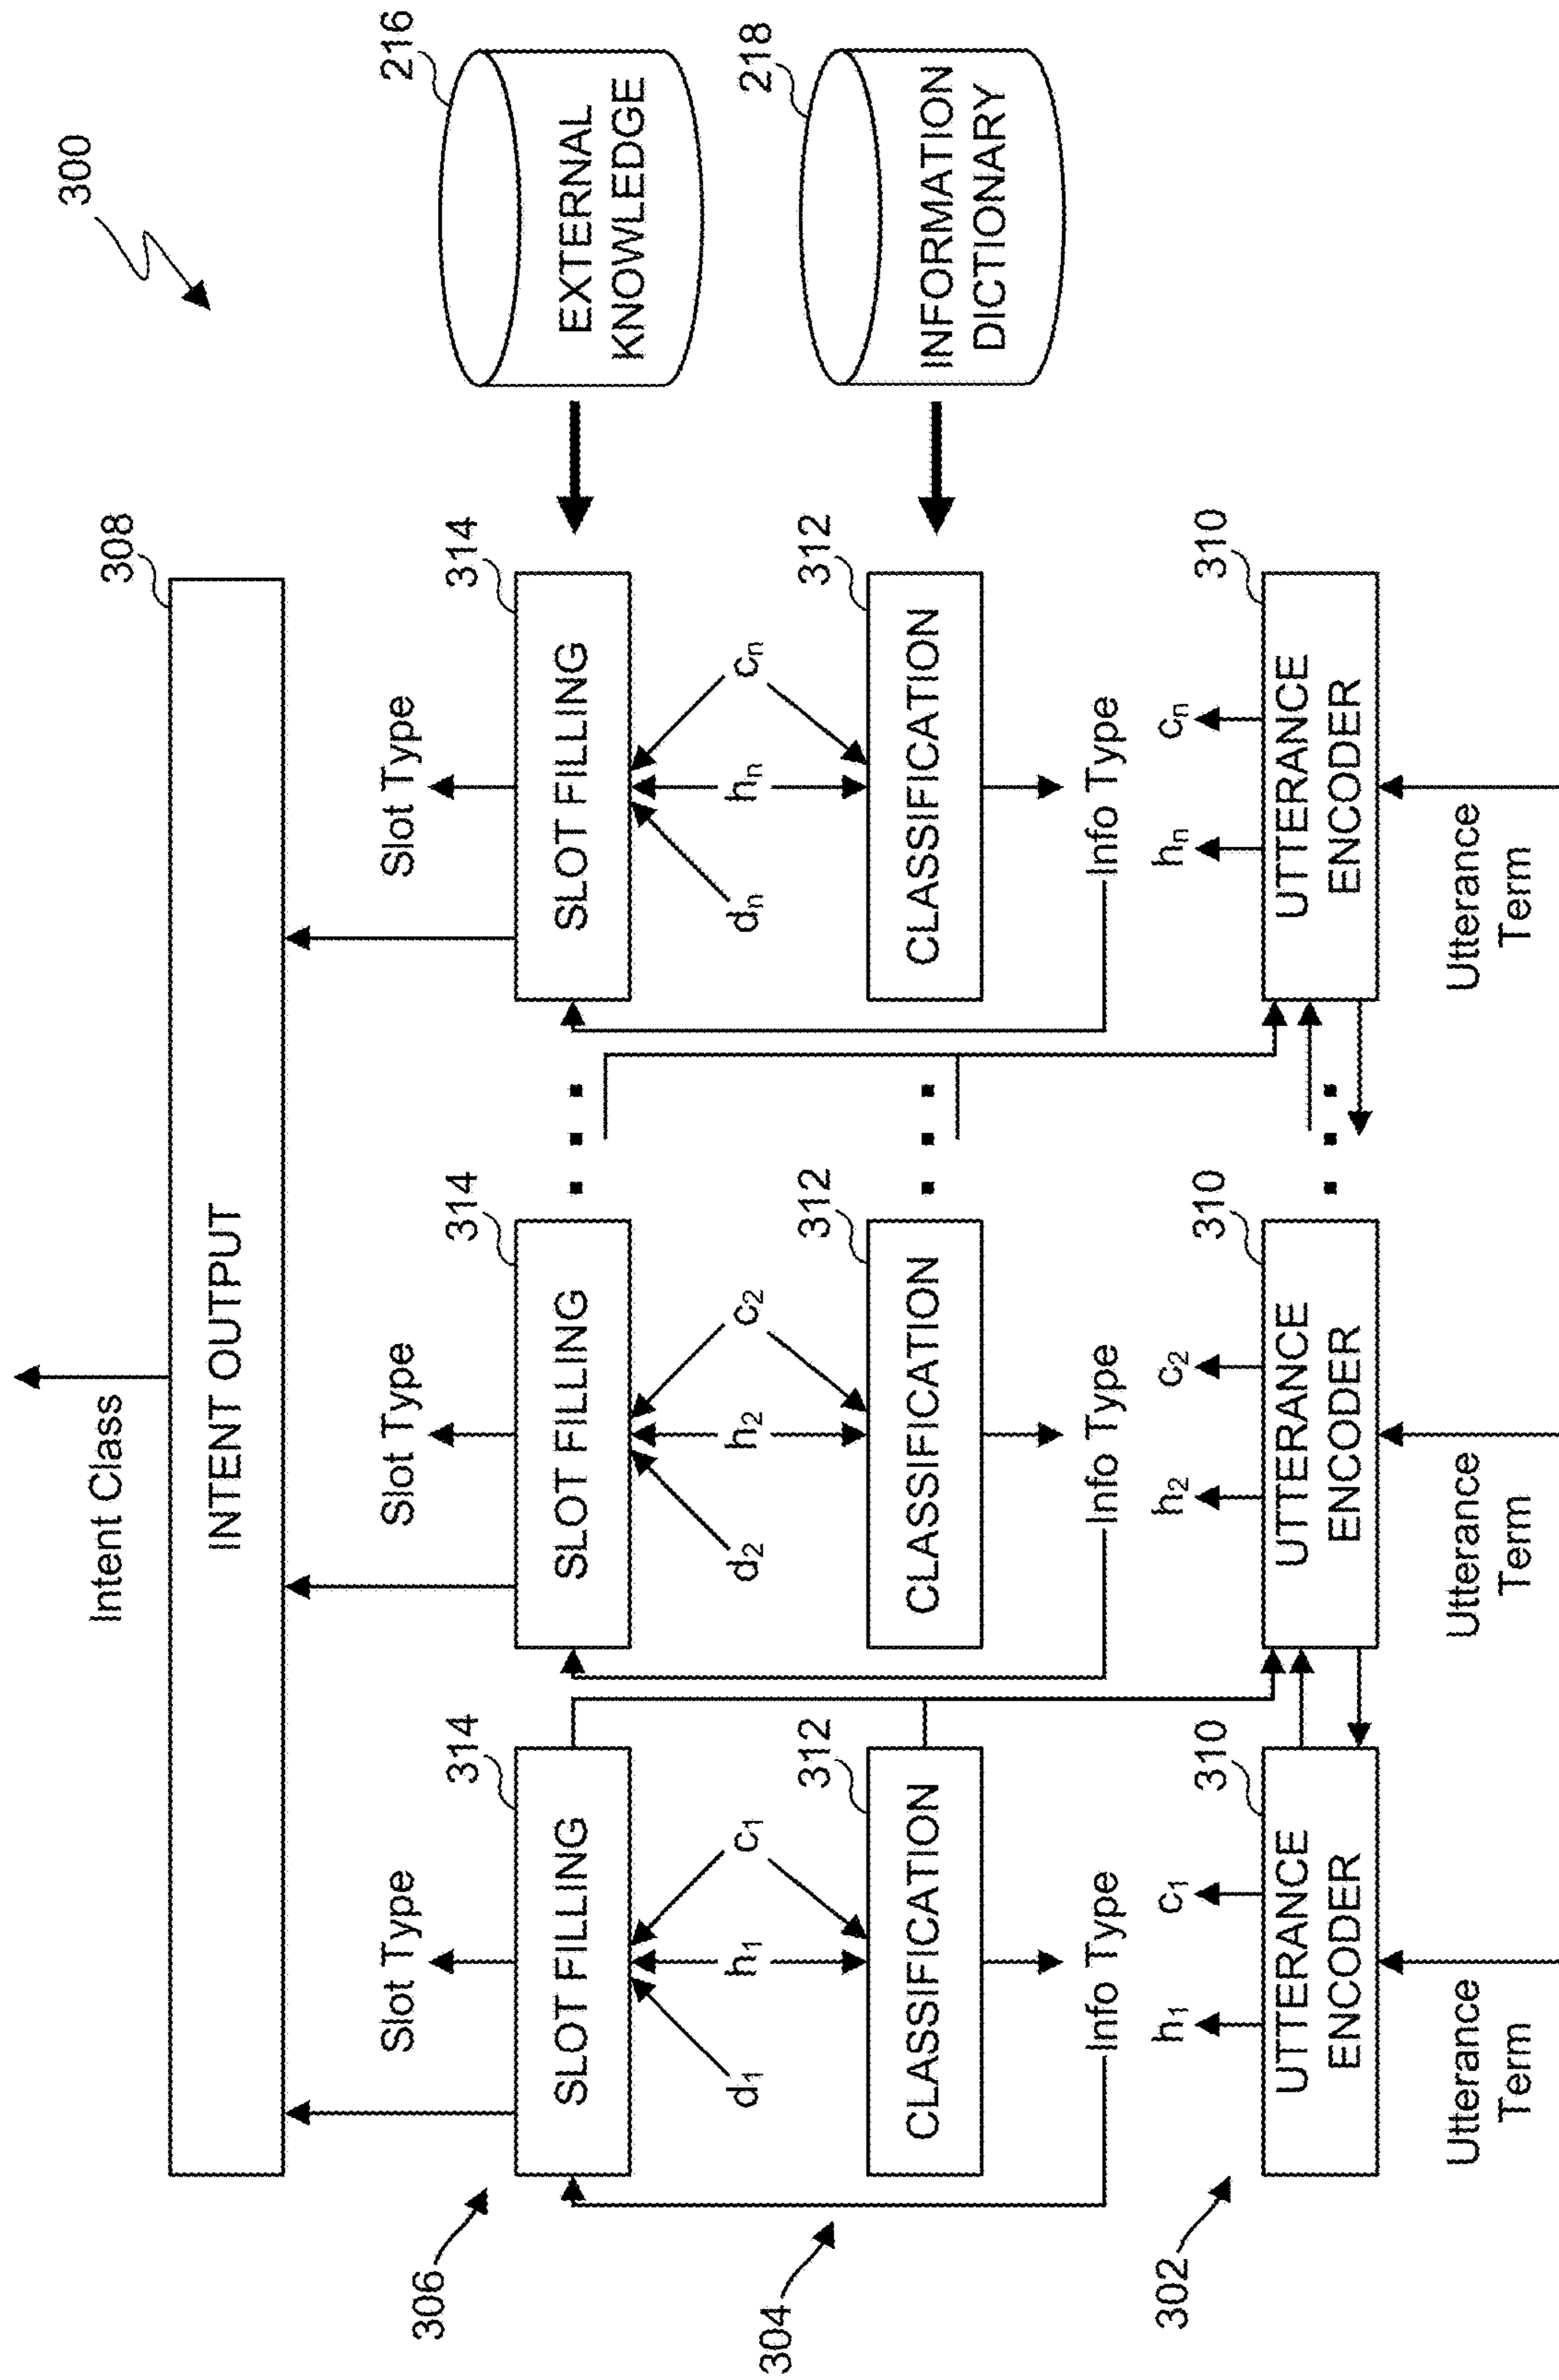 300
Intent Class
308
INTENT OUTPUT
Slot Type
Slot Type
Slot Type
306
314
314
314
216
SLOT FILLING
SLOT FILLING
SLOT FILLING
EXTERNAL
KNOWLEDGE
d₁
h₁
c₁
d₂
h₂
c₂
dₙ
hₙ
cₙ
304
312
312
312
218
CLASSIFICATION
CLASSIFICATION
CLASSIFICATION
INFORMATION
DICTIONARY
Info Type
Info Type
Info Type
h₁
c₁
h₂
c₂
hₙ
cₙ
302
310
310
310
UTTERANCE
ENCODER
UTTERANCE
ENCODER
UTTERANCE
ENCODER
Utterance
Term
Utterance
Term
Utterance
Term